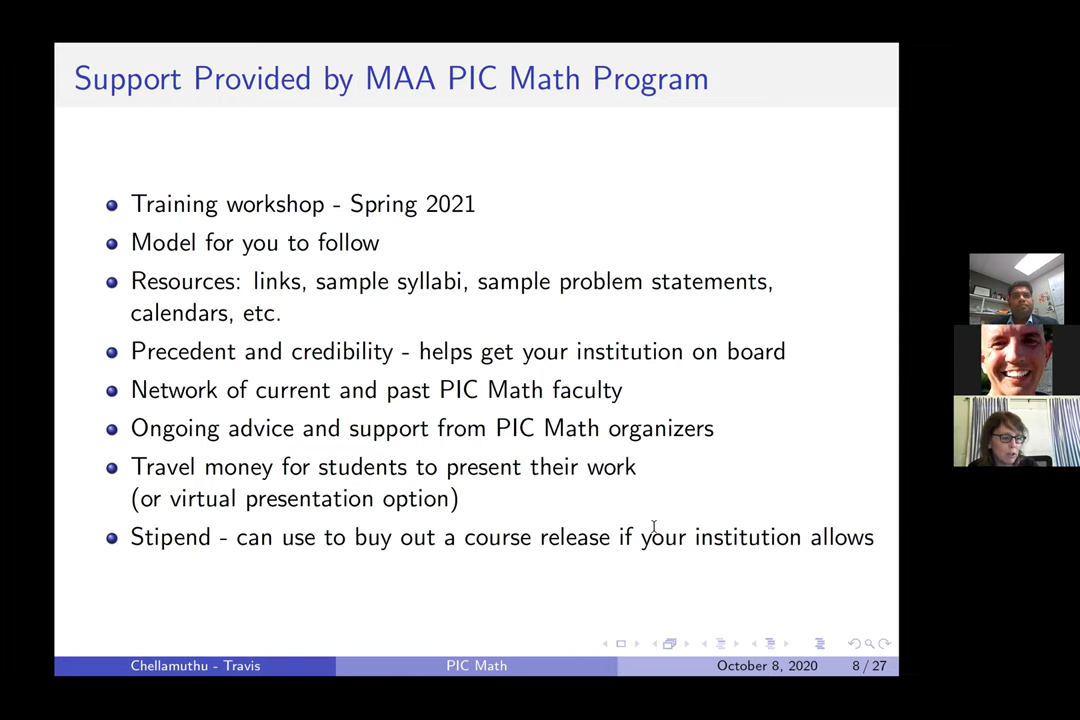 Support Provided by MAA PIC Math Program
Training workshop - Spring 2021
Model for you to follow
Resources: links, sample syllabi, sample problem statements,
calendars, etc.
Precedent and credibility - helps get your institution on board
Network of current and past PIC Math faculty
Ongoing advice and support from PIC Math organizers
Travel money for students to present their work
(or virtual presentation option)
Stipend - can use to buy out a course release if your institution allows
Chellamuthu - Travis PIC Math October 8, 2020 8 / 27